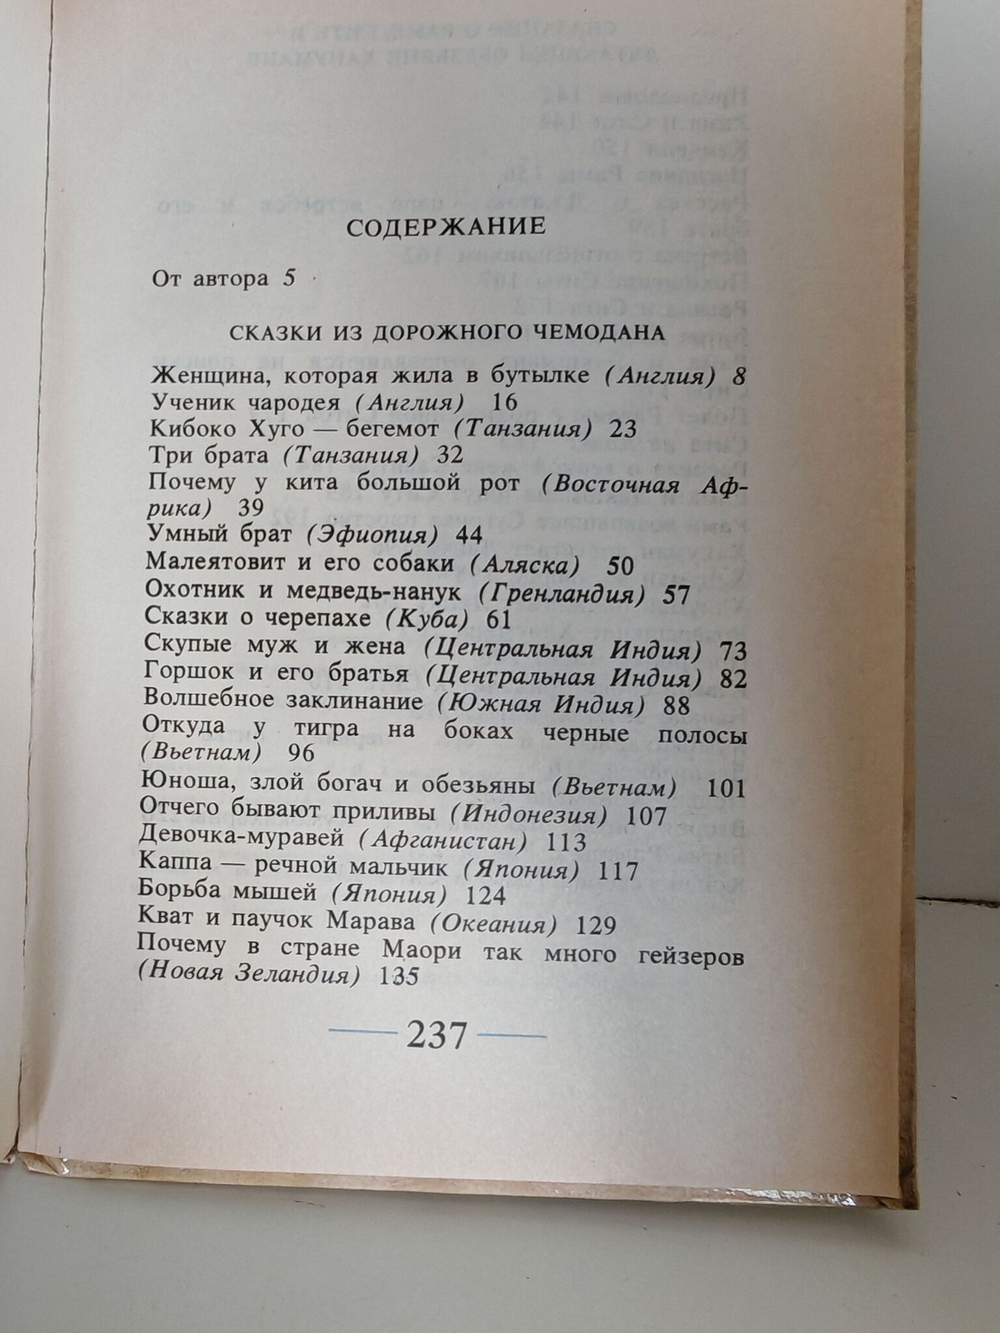 СОДЕРЖАНИЕ
От автора 5
СКАЗКИ ИЗ ДОРОЖНОГО ЧЕМОДАНА
Женщина, которая жила в бутылке (Англия) 8
Ученик чародея (Англия) 16
Кибоко Хуго — бегемот (Танзания) 23
Три брата (Танзания) 32
Почему у кита большой рот (Восточная Аф-
рика) 39
Умный брат (Эфиопия) 44
Малеятовит и его собаки (Аляска) 50
Охотник и медведь-нанук (Гренландия) 57
Сказки о черепахе (Куба) 61
Скупые муж и жена (Центральная Индия) 73
Горшок и его братья (Центральная Индия) 82
Волшебное заклинание (Южная Индия) 88
Откуда у тигра на боках черные полосы
(Вьетнам) 96
Юноша, злой богач и обезьяны (Вьетнам) 101
Отчего бывают приливы (Индонезия) 107
Девочка-муравей (Афганистан) 113
Каппа — речной мальчик (Япония) 117
Борьба мышей (Япония) 124
Кват и паучок Марава (Океания) 129
Почему в стране Маори так много гейзеров
(Новая Зеландия) 135
237